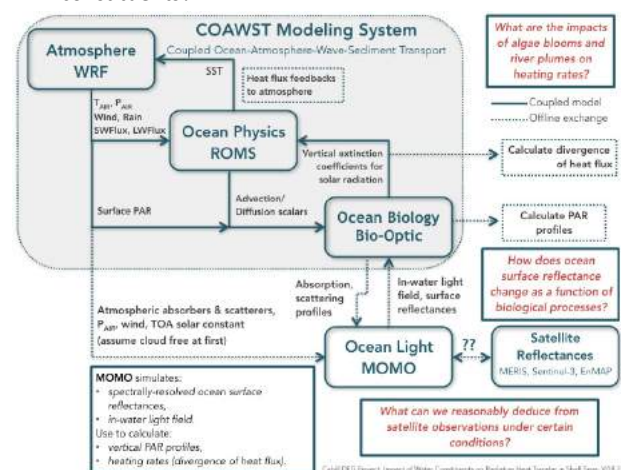 COAWST Modeling System
Coupled Ocean-Atmosphere-Wave-Sediment Transport
Atmosphere
WRF
SST
Heat flux feedbacks
to atmosphere
What are the impacts
of algae blooms and
river plumes on
heating rates?
Coupled model
Offline exchange
T_AIR, P_AIR
Wind, Rain
SWFlux, LWFlux
Ocean Physics
ROMS
Vertical extinction
coefficients for
solar radiation
Calculate divergence
of heat flux
Surface PAR
Advection/
Diffusion scalars
Ocean Biology
Bio-Optic
Calculate PAR
profiles
How does ocean
surface reflectance
change as a function of
biological processes?
Absorption,
scattering
profiles
In-water light
field, surface
reflectances
Atmospheric absorbers & scatterers,
P_AIR, wind, TOA solar constant
(assume cloud free at first)
Ocean Light
MOMO
??
Satellite
Reflectances
MERIS, Sentinel-3, EnMAP
MOMO simulates:
• spectrally-resolved ocean surface
reflectances,
• in-water light field.
Use to calculate:
• vertical PAR profiles,
• heating rates (divergence of heat flux).
What can we reasonably deduce from
satellite observations under certain
conditions?